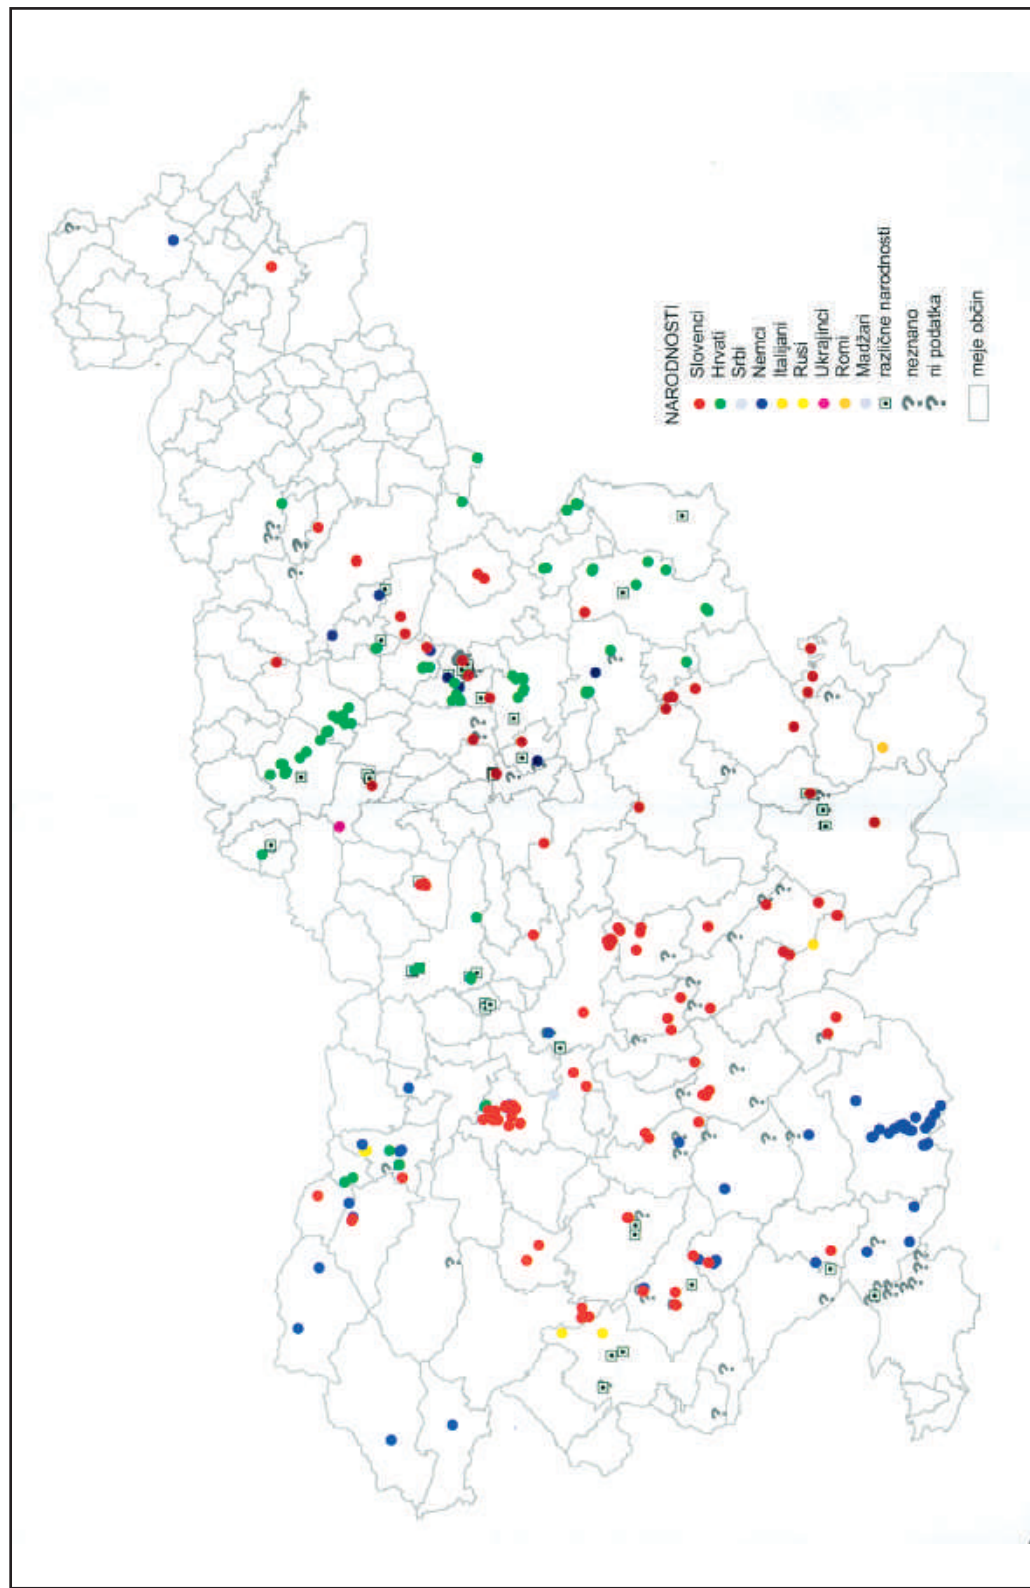 NARODNOSTI
Slovenci
Hrvati
Srbi
Nemci
Italijani
Rusi
Ukrajinci
Romi
Madžari
različne narodnosti
? neznano
? ni podatka
meje občin